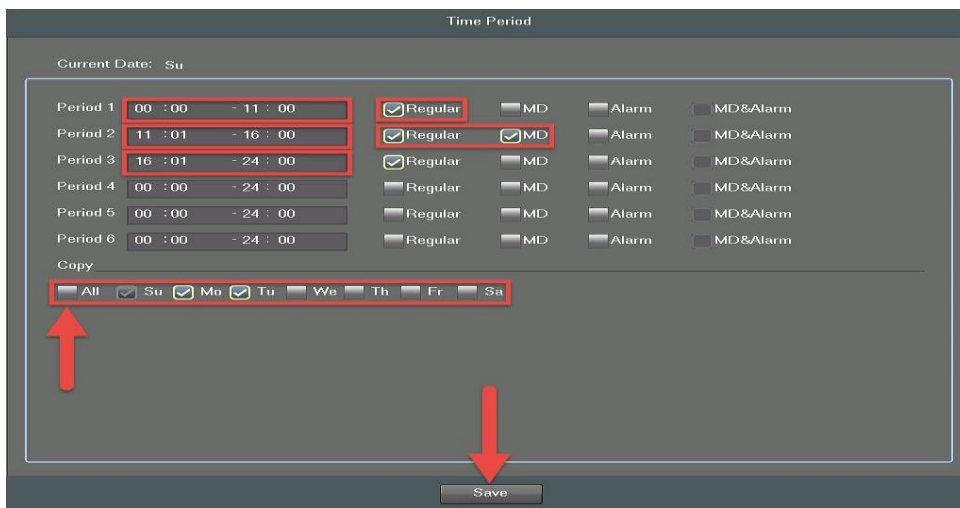 Time Period
Current Date: Su
Period 1 00 :00 - 11 : 00 Regular MD Alarm MD&Alarm
Period 2 11 :01 - 16 : 00 Regular MD Alarm MD&Alarm
Period 3 16 :01 - 24 : 00 Regular MD Alarm MD&Alarm
Period 4 00 :00 - 24 : 00 Regular MD Alarm MD&Alarm
Period 5 00 :00 - 24 : 00 Regular MD Alarm MD&Alarm
Period 6 00 :00 - 24 : 00 Regular MD Alarm MD&Alarm
Copy
All Su Mo Tu We Th Fr Sa
Save